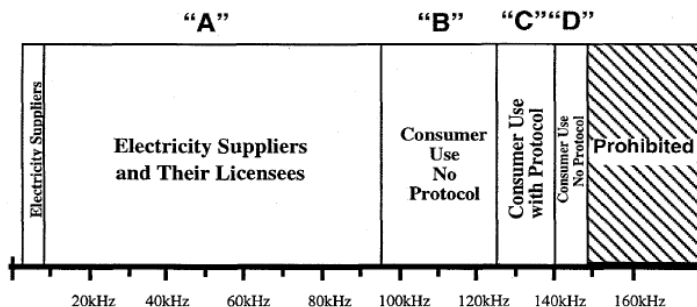 “A”
“B”
“C”
“D”
Electricity Suppliers
Electricity Suppliers
and Their Licensees
Consumer
Use
No
Protocol
Consumer Use
with Protocol
Consumer Use
No Protocol
Prohibited
20kHz
40kHz
60kHz
80kHz
100kHz
120kHz
140kHz
160kHz